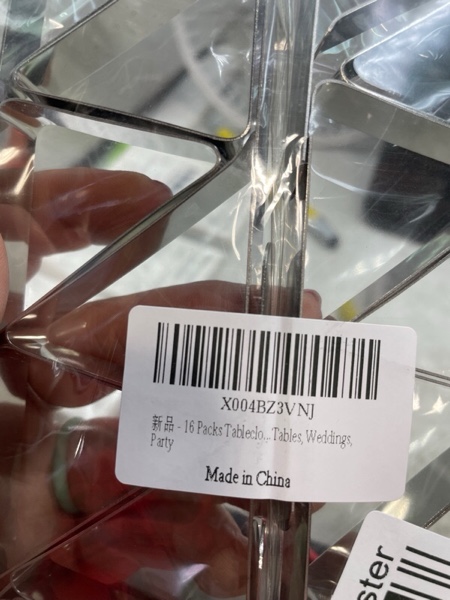 X004BZ3VNJ
新品 - 16 Packs Tableclo...Tables, Weddings,
Party
Made in China
ster